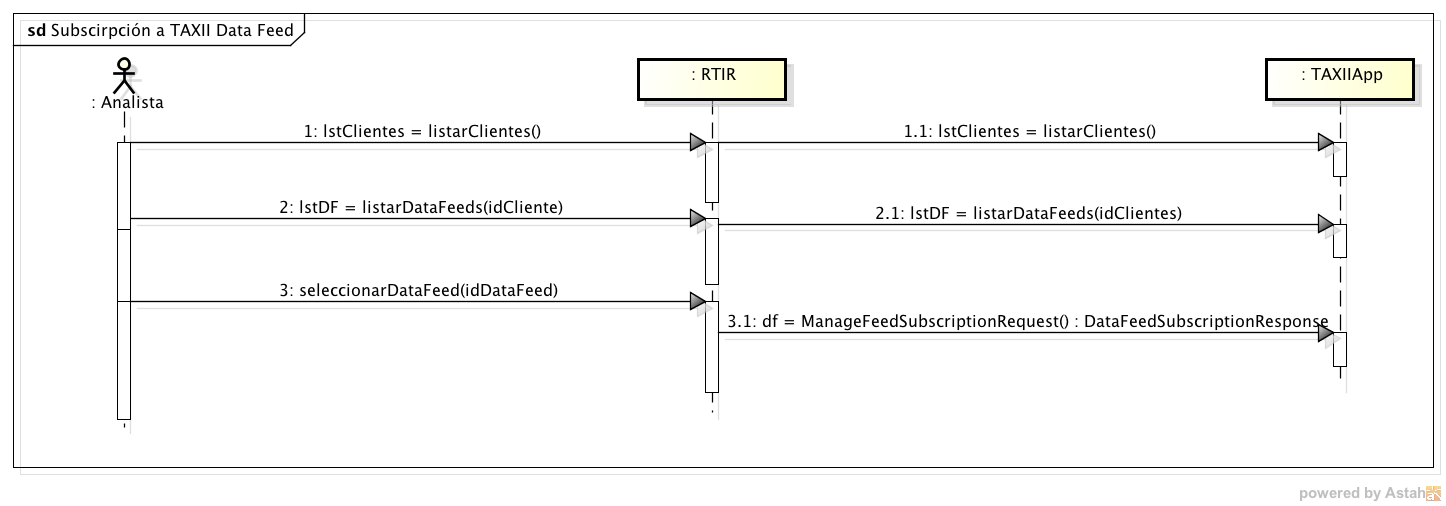 sd Subscirpción a TAXII Data Feed
: Analista
: RTIR
: TAXIIApp
1: lstClientes = listarClientes()
1.1: lstClientes = listarClientes()
2: lstDF = listarDataFeeds(idCliente)
2.1: lstDF = listarDataFeeds(idClientes)
3: seleccionarDataFeed(idDataFeed)
3.1: df = ManageFeedSubscriptionRequest() : DataFeedSubscriptionResponse
powered by Astah